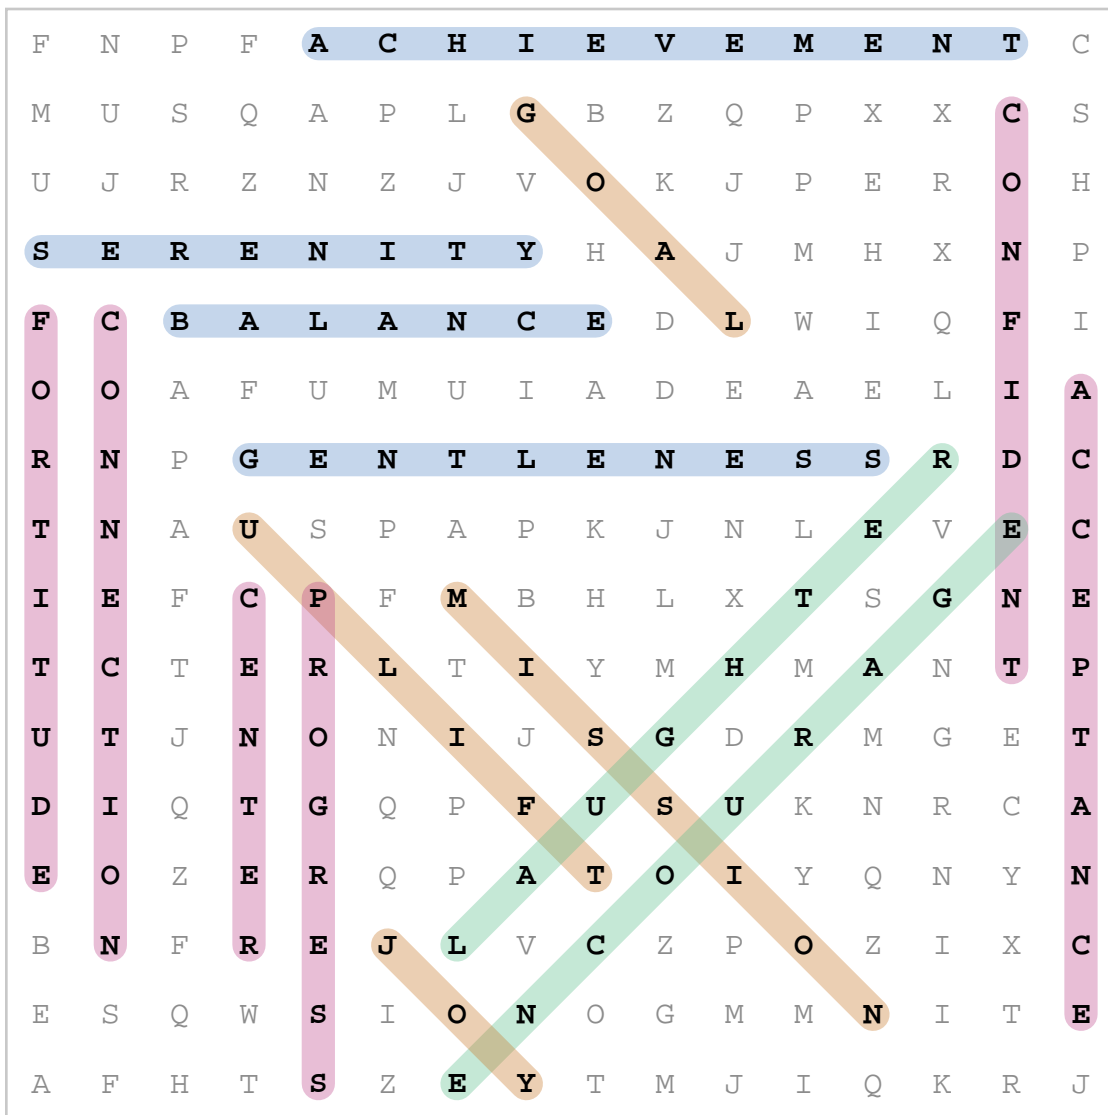 F N P F A C H I E V E M E N T C
M U S Q A P L G B Z Q P X X C S
U J R Z N Z J V O K J P E R O H
S E R E N I T Y H A J M H X N P
F C B A L A N C E D L W I Q F I
O O A F U M U I A D E A E L I A
R N P G E N T L E N E S S R D C
T N A U S P A P K J N L E V E C
I E F C P F M B H L X T S G N E
T C T E R L T I Y M H M A N T P
U T J N O N I J S G D R M G E T
D I Q T G Q P F U S U K N R C A
E O Z E R Q P A T O I Y Q N Y N
B N F R E J L V C Z P O Z I X C
E S Q W S I O N O G M M N I T E
A F H T S Z E Y T M J I Q K R J